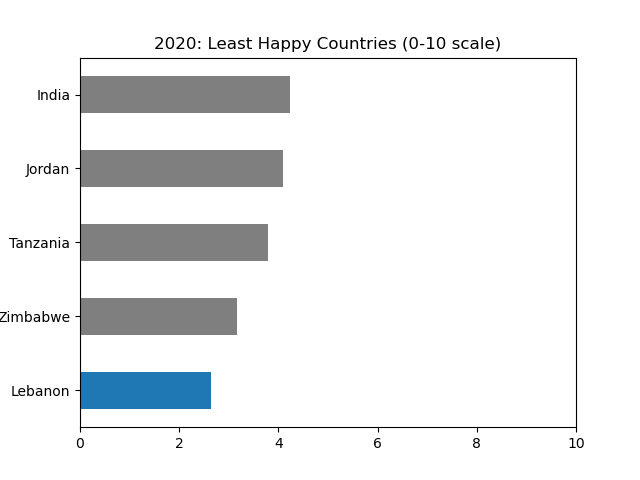 2020: Least Happy Countries (0-10 scale)
India
Jordan
Tanzania
Zimbabwe
Lebanon
0 2 4 6 8 10